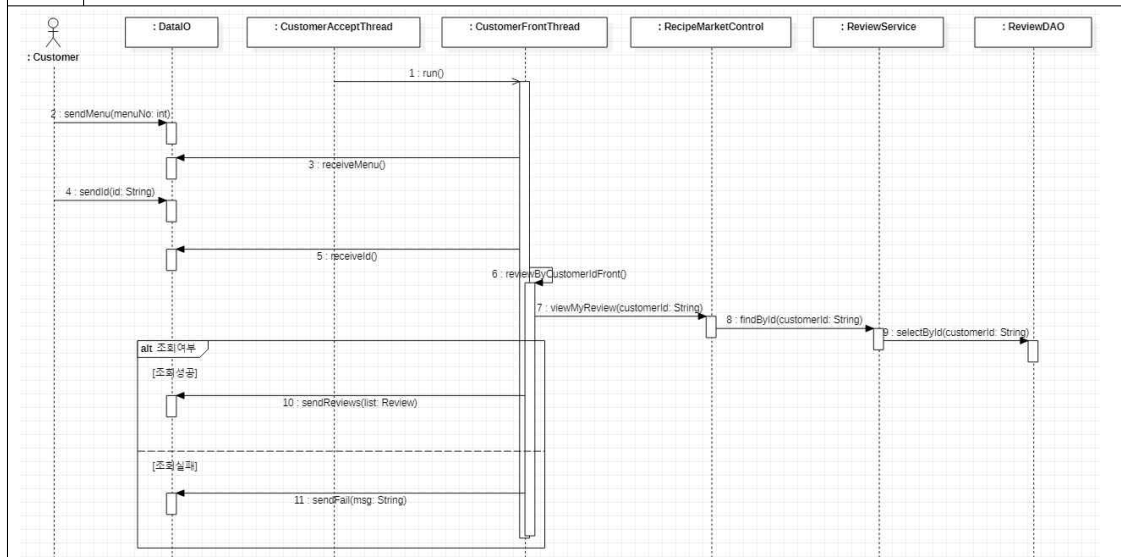 : DataIO
: CustomerAcceptThread
: CustomerFrontThread
: RecipeMarketControl
: ReviewService
: ReviewDAO
: Customer
1 : run()
2 : sendMenu(menuNo: int)
3 : receiveMenu()
4 : sendId(id: String)
5 : receiveId()
6 : reviewByCustomerIdFront()
7 : viewMyReview(customerId: String)
8 : findById(customerId: String)
9 : selectById(customerId: String)
alt 조회여부
[조회성공]
10 : sendReviews(list: Review)
[조회실패]
11 : sendFail(msg: String)